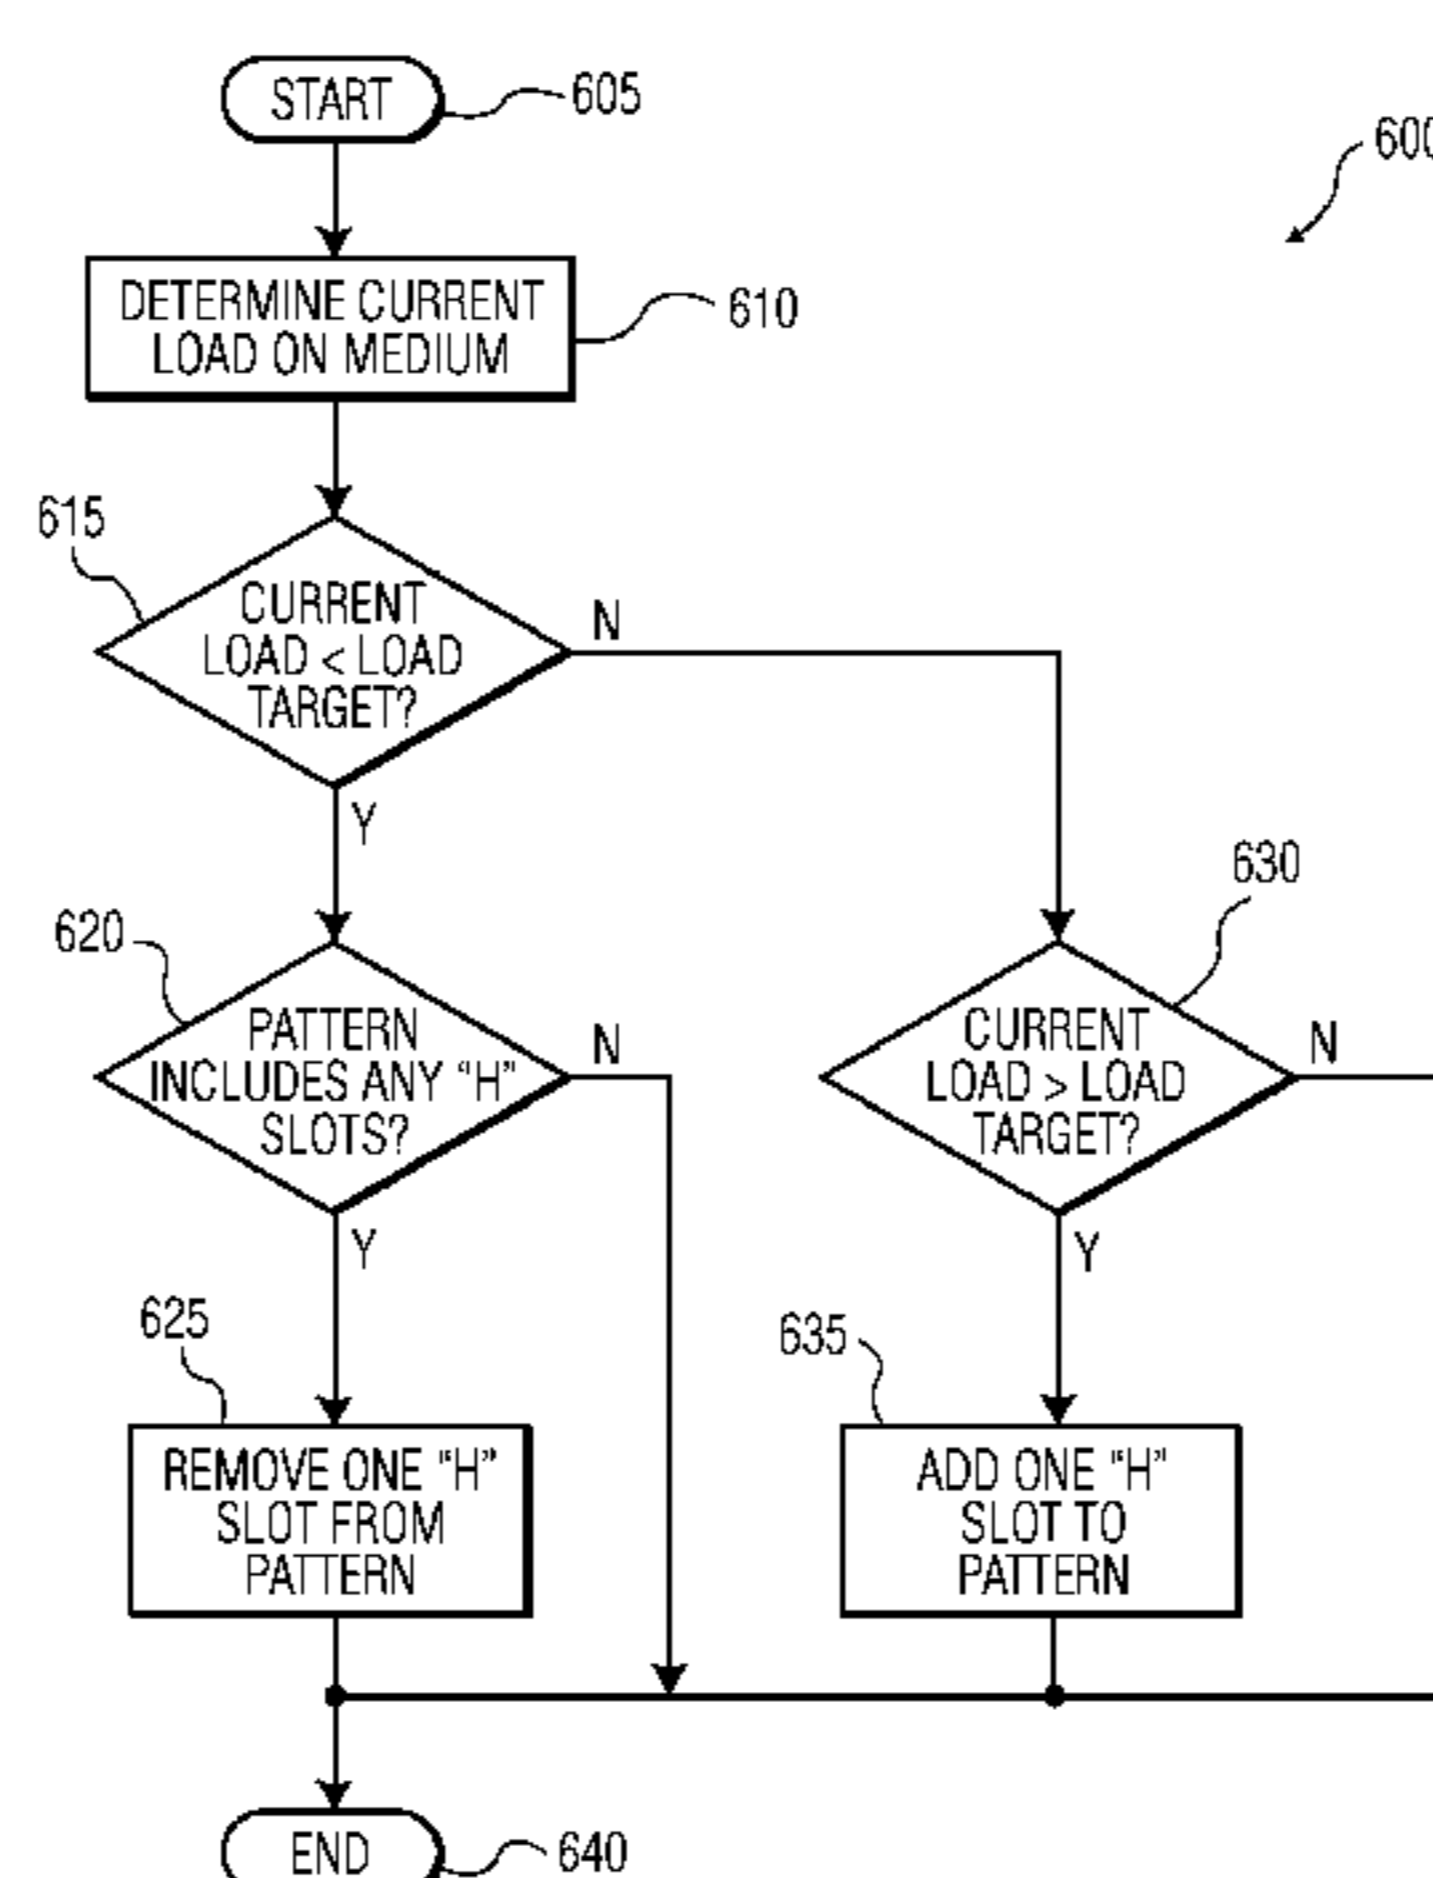 START
605
600
DETERMINE CURRENT
LOAD ON MEDIUM
610
615
CURRENT
LOAD < LOAD
TARGET?
N
Y
630
620
PATTERN
INCLUDES ANY “H”
SLOTS?
N
CURRENT
LOAD > LOAD
TARGET?
N
Y
Y
625
635
REMOVE ONE “H”
SLOT FROM
PATTERN
ADD ONE “H”
SLOT TO
PATTERN
END
640